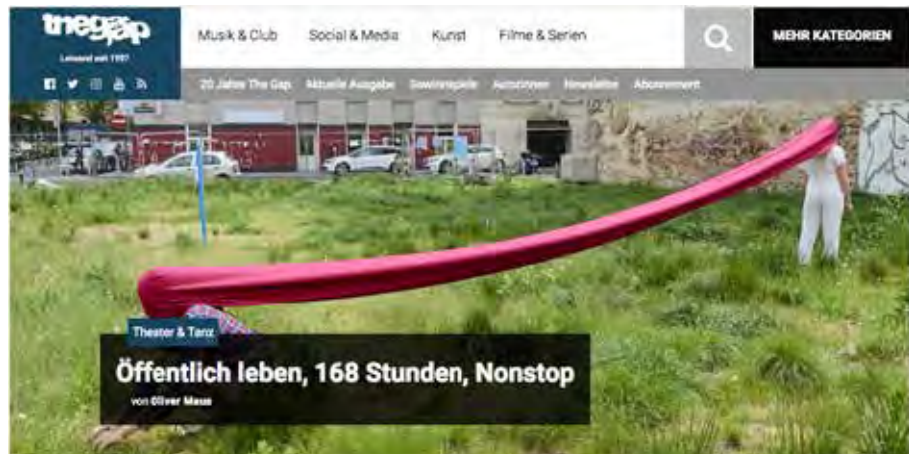 thegap
Leiwand seit 1997
Musik & Club Social & Media Kunst Filme & Serien
MEHR KATEGORIEN
20 Jahre The Gap Aktuelle Ausgabe Gewinnspiele AutorInnen Newsletter Abonnement
Theater & Tanz
Öffentlich leben, 168 Stunden, Nonstop
von Oliver Maus